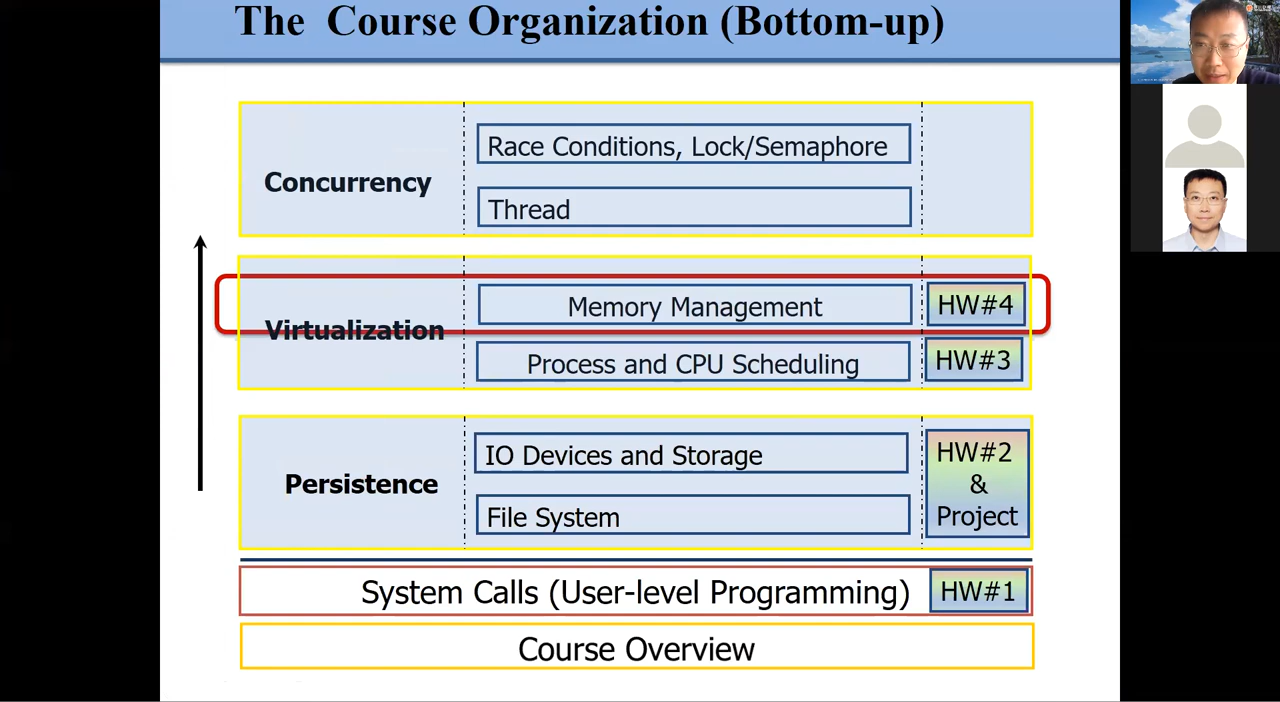 The Course Organization (Bottom-up)
Concurrency
Race Conditions, Lock/Semaphore
Thread
Virtualization
Memory Management
HW#4
Process and CPU Scheduling
HW#3
Persistence
IO Devices and Storage
File System
HW#2
&
Project
System Calls (User-level Programming)
HW#1
Course Overview